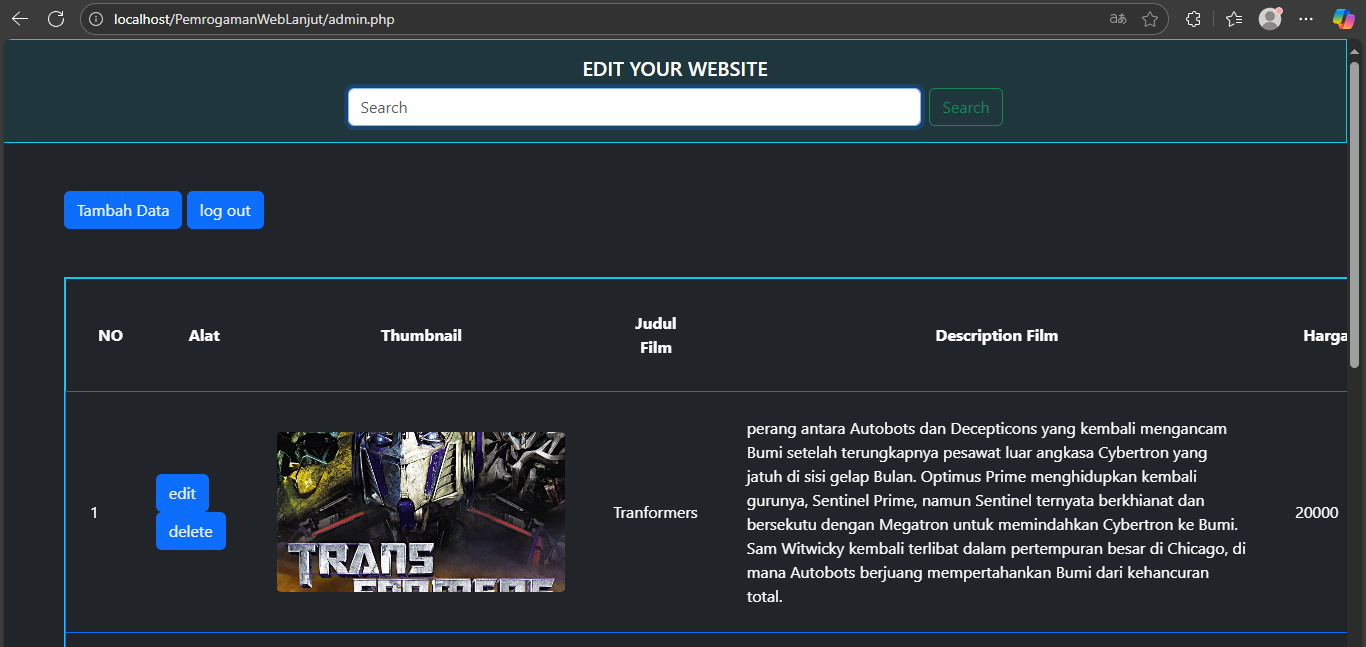 localhost/PemrogamanWebLanjut/admin.php
aあ
EDIT YOUR WEBSITE
Search
Search
Tambah Data
log out
NO
Alat
Thumbnail
Judul
Film
Description Film
Harga
1
edit
delete
TRANS
FORMERS
Tranformers
perang antara Autobots dan Decepticons yang kembali mengancam
Bumi setelah terungkapnya pesawat luar angkasa Cybertron yang
jatuh di sisi gelap Bulan. Optimus Prime menghidupkan kembali
gurunya, Sentinel Prime, namun Sentinel ternyata berkhianat dan
bersekutu dengan Megatron untuk memindahkan Cybertron ke Bumi.
Sam Witwicky kembali terlibat dalam pertempuran besar di Chicago, di
mana Autobots berjuang mempertahankan Bumi dari kehancuran
total.
20000